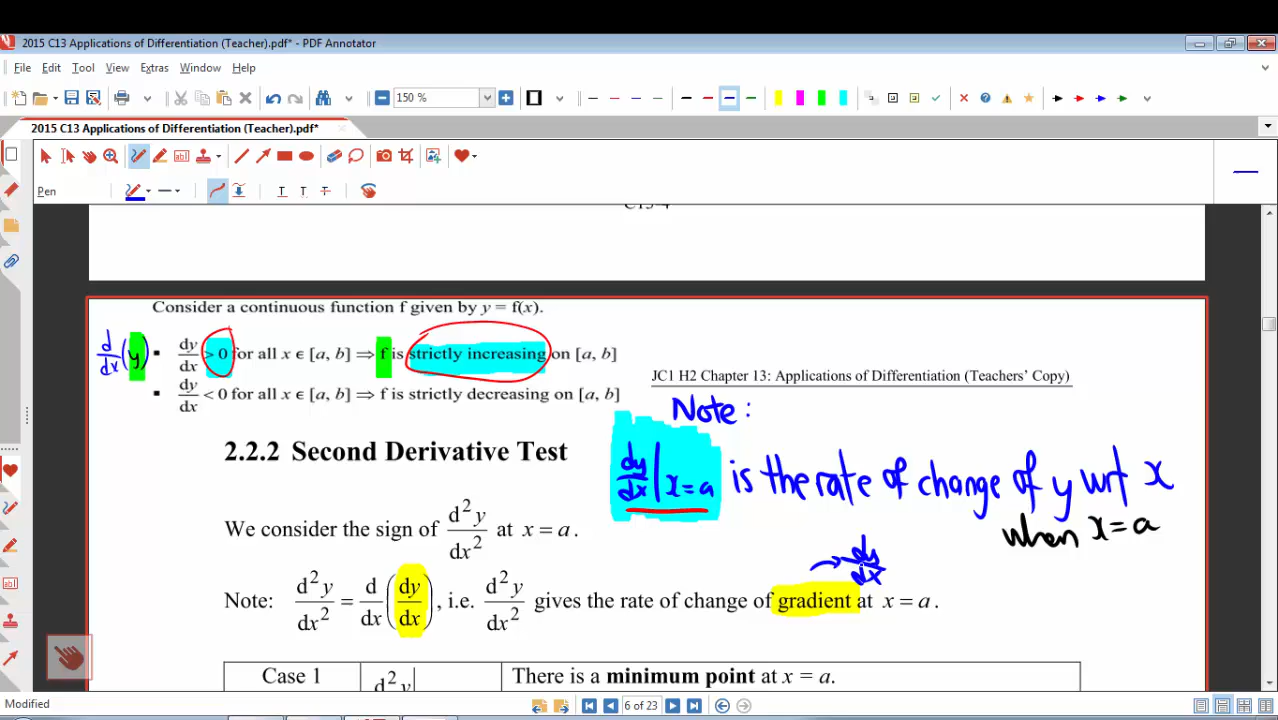 2015 C13 Applications of Differentiation (Teacher).pdf* - PDF Annotator
File Edit Tool View Extras Window Help
150 %
2015 C13 Applications of Differentiation (Teacher).pdf*
Pen
Consider a continuous function f given by y = f(x).
d/dx (y) ▪ dy/dx > 0 for all x ϵ [a, b] ⇒ f is strictly increasing on [a, b]
JC1 H2 Chapter 13: Applications of Differentiation (Teachers' Copy)
▪ dy/dx < 0 for all x ϵ [a, b] ⇒ f is strictly decreasing on [a, b]
Note :
2.2.2 Second Derivative Test
dy/dx | x=a is the rate of change of y wrt x
when x=a
We consider the sign of d²y/dx² at x = a .
→ dy/dx
Note: d²y/dx² = d/dx (dy/dx) , i.e. d²y/dx² gives the rate of change of gradient at x = a .
Case 1 d²y| There is a minimum point at x = a.
Modified 6 of 23